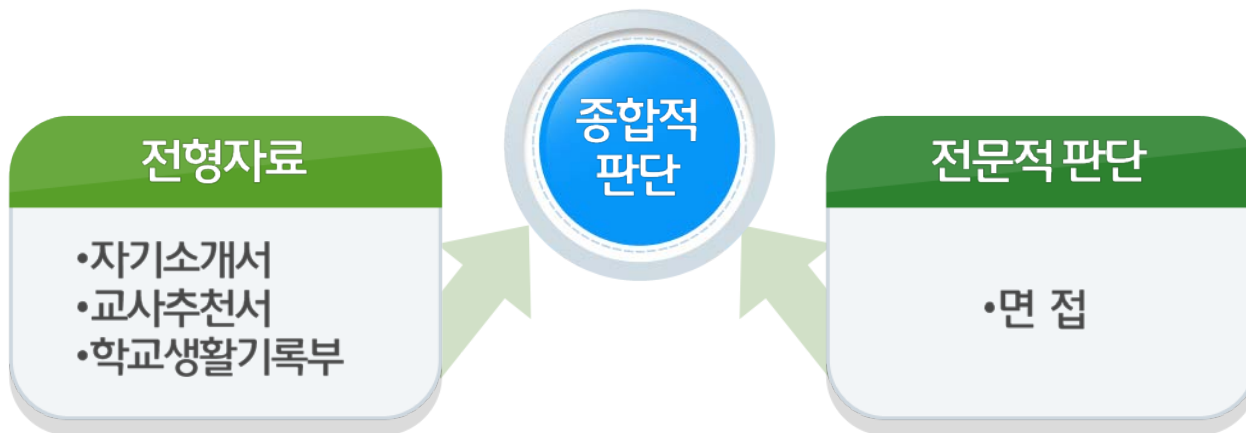 종합적
판단
전형자료
•자기소개서
•교사추천서
•학교생활기록부
전문적 판단
•면 접